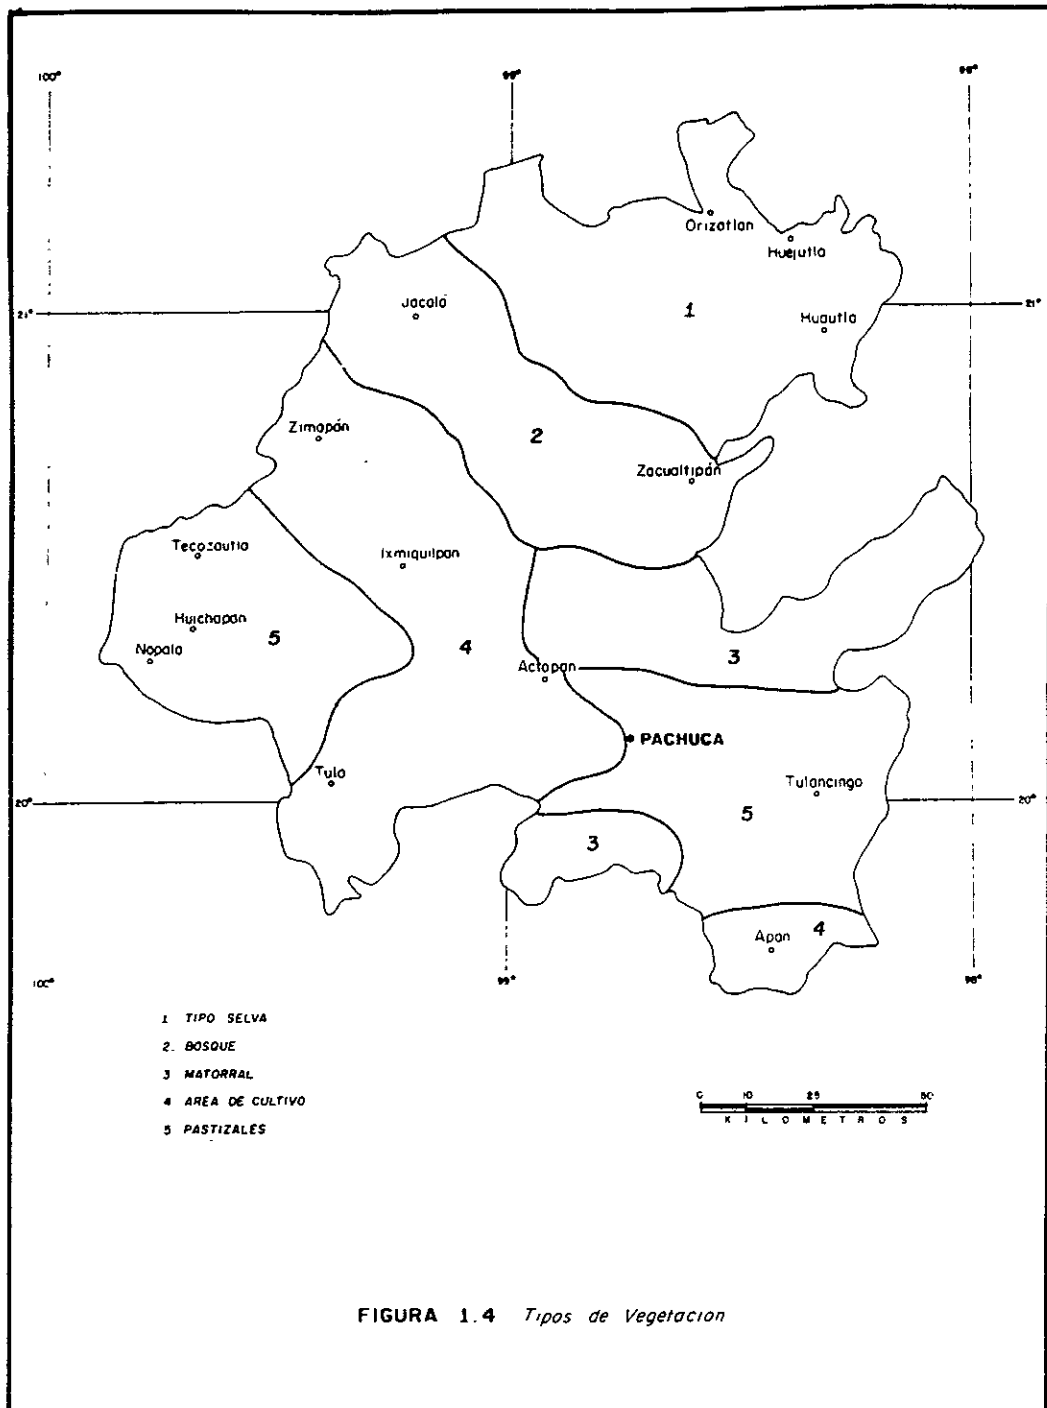 100°
99°
98°
Orizatlan
Huejutla
Jacala
21°
1
21°
Huautla
Zimapán
2
Zacualtipán
Tecozautla
Ixmiquilpan
Huichapan
5
Nopala
4
3
Actopan
PACHUCA
Tula
Tulancingo
20°
20°
5
3
4
Apan
100°
99°
98°
1 TIPO SELVA
2. BOSQUE
3 MATORRAL
4 AREA DE CULTIVO
5 PASTIZALES
0 10 25 50
KILOMETROS
FIGURA 1.4 Tipos de Vegetacion